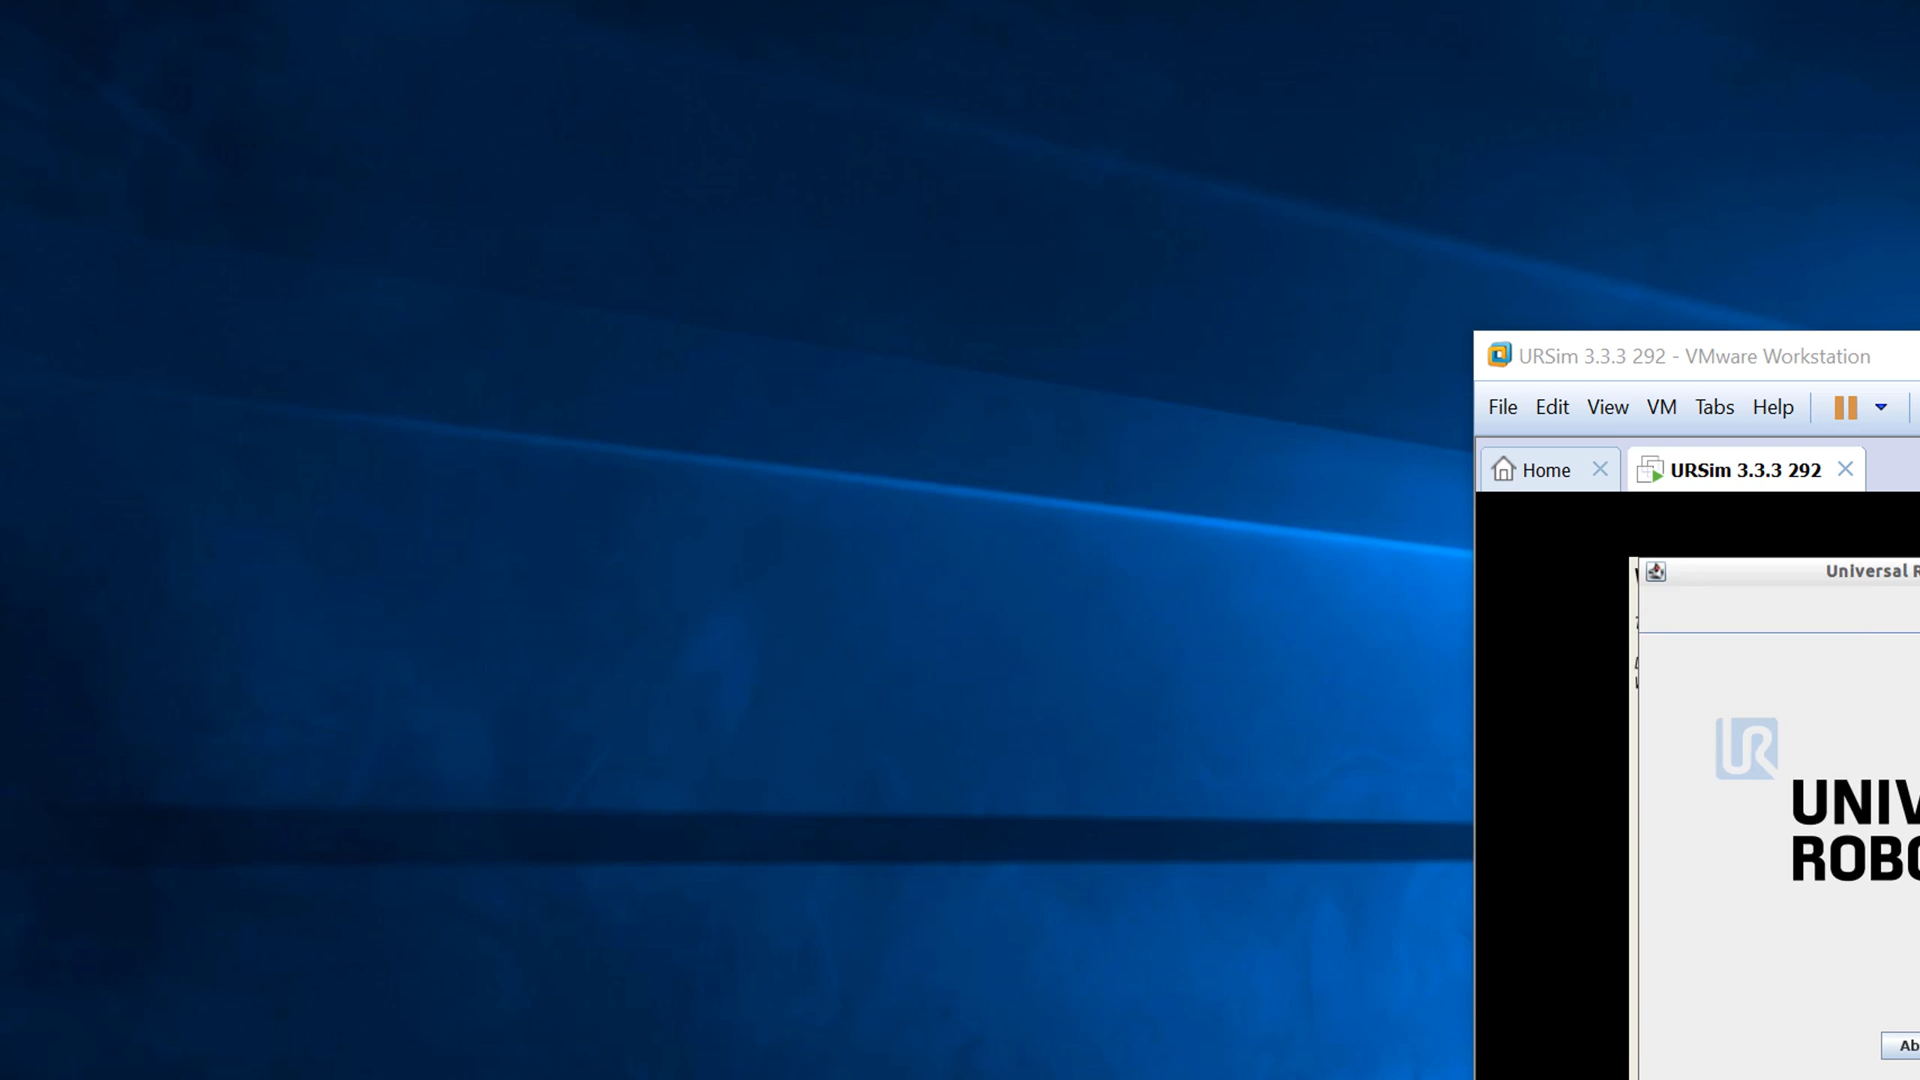 URSim 3.3.3 292 - VMware Workstation
File Edit View VM Tabs Help
Home
URSim 3.3.3 292
Universal
UR
UNIV
ROBO
Ab